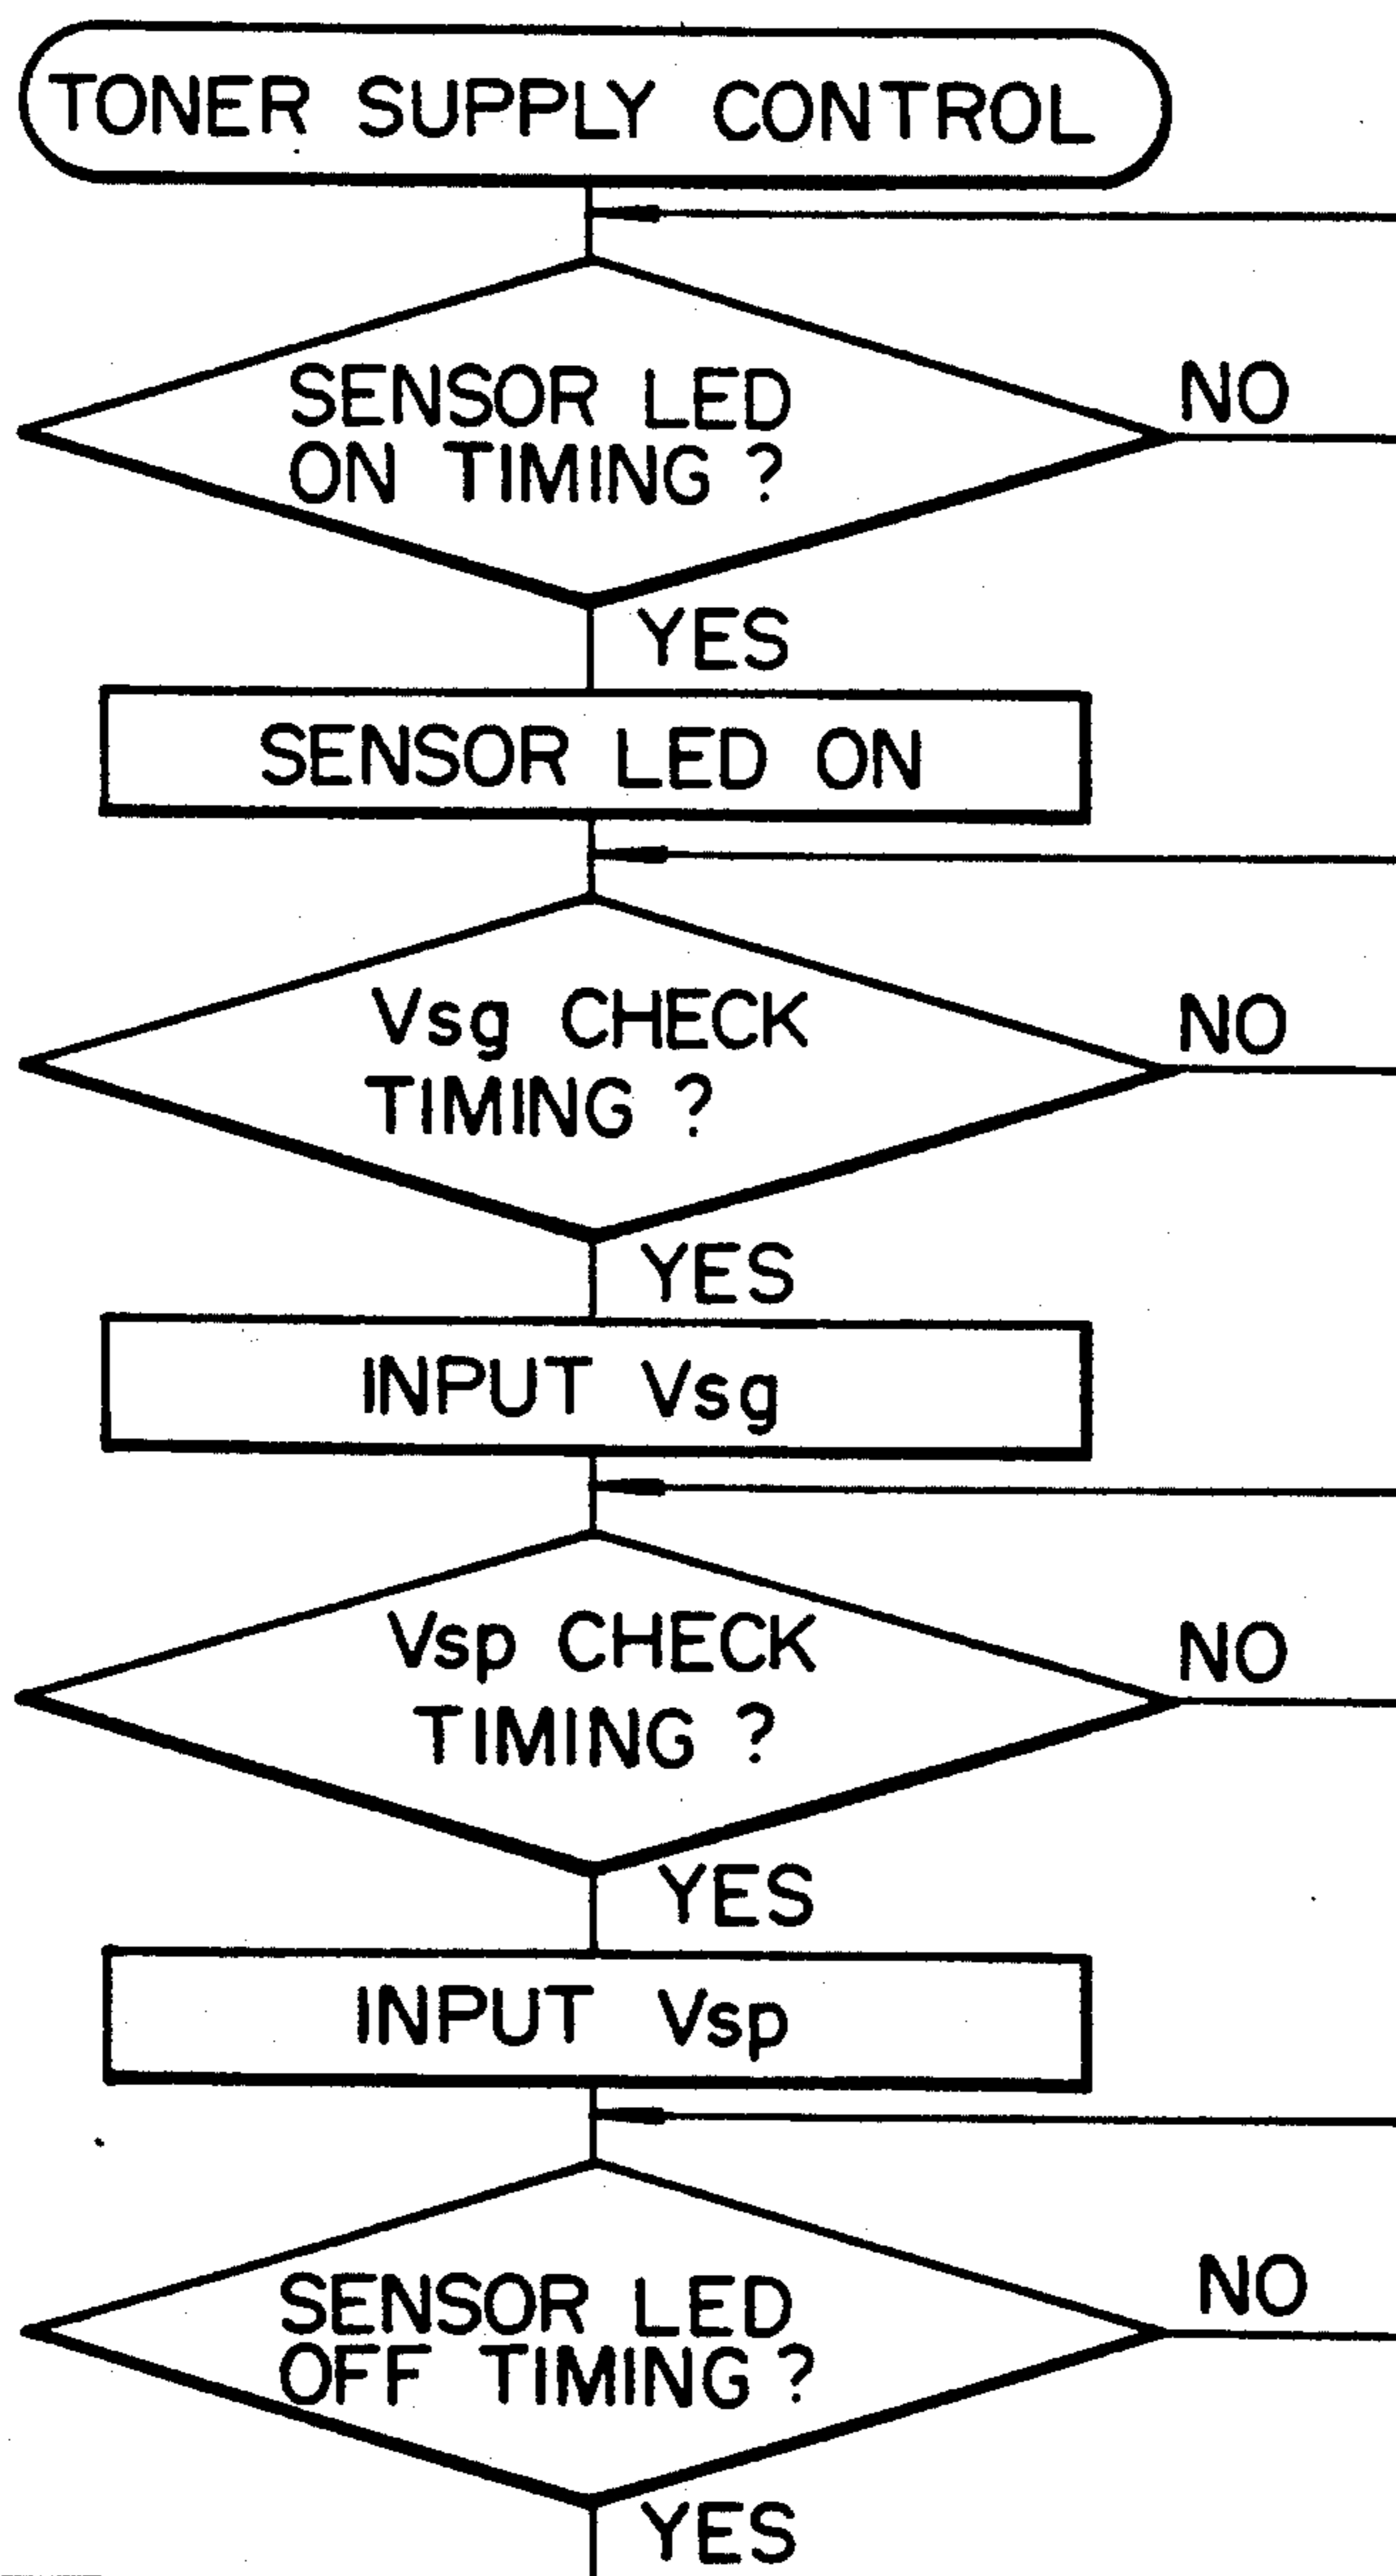 TONER SUPPLY CONTROL
SENSOR LED
ON TIMING ?
NO
YES
SENSOR LED ON
Vsg CHECK
TIMING ?
NO
YES
INPUT Vsg
Vsp CHECK
TIMING ?
NO
YES
INPUT Vsp
SENSOR LED
OFF TIMING ?
NO
YES